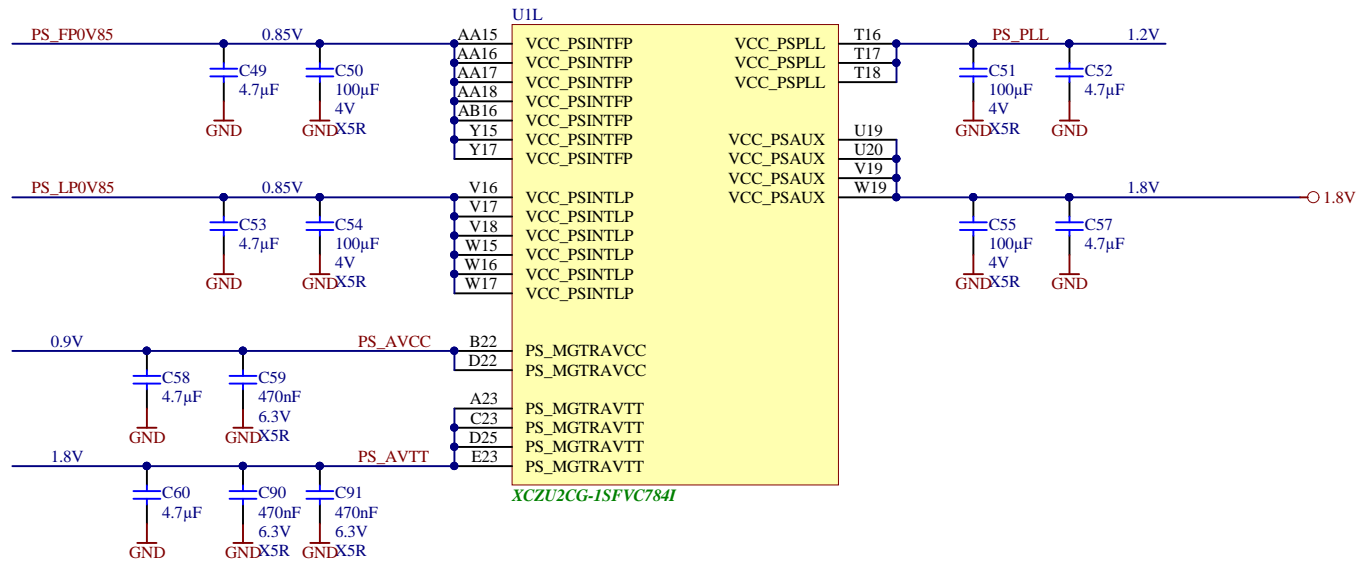 U1L
PS_FP0V85 0.85V AA15 VCC_PSINTFP VCC_PSPLL T16 PS_PLL 1.2V
AA16 VCC_PSINTFP VCC_PSPLL T17
AA17 VCC_PSINTFP VCC_PSPLL T18
AA18 VCC_PSINTFP
AB16 VCC_PSINTFP
Y15 VCC_PSINTFP VCC_PSAUX U19
Y17 VCC_PSINTFP VCC_PSAUX U20
VCC_PSAUX V19
C49
4.7µF
GND
C50
100µF
4V
GND X5R
C51
100µF
4V
GND X5R
C52
4.7µF
GND
PS_LP0V85 0.85V V16 VCC_PSINTLP VCC_PSAUX W19 1.8V 1.8V
V17 VCC_PSINTLP
V18 VCC_PSINTLP
W15 VCC_PSINTLP
W16 VCC_PSINTLP
W17 VCC_PSINTLP
C53
4.7µF
GND
C54
100µF
4V
GND X5R
C55
100µF
4V
GND X5R
C57
4.7µF
GND
0.9V PS_AVCC B22 PS_MGTRAVCC
D22 PS_MGTRAVCC
C58
4.7µF
GND
C59
470nF
6.3V
GND X5R
A23 PS_MGTRAVTT
C23 PS_MGTRAVTT
D25 PS_MGTRAVTT
1.8V PS_AVTT E23 PS_MGTRAVTT
C60
4.7µF
GND
C90
470nF
6.3V
GND X5R
C91
470nF
6.3V
GND X5R
XCZU2CG-1SFVC784I